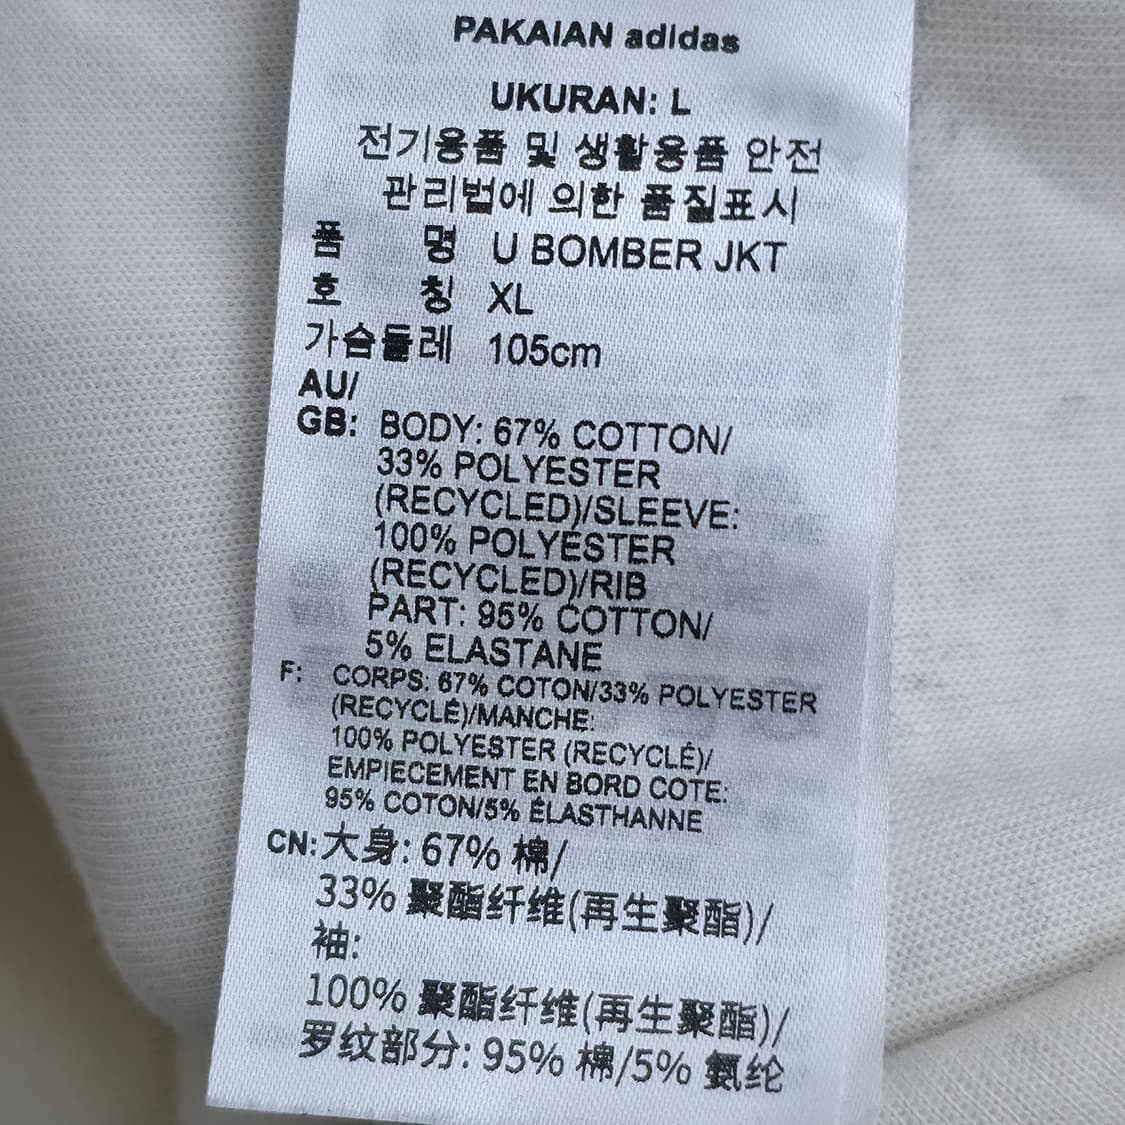 PAKAIAN adidas
UKURAN: L
전기용품 및 생활용품 안전
관리법에 의한 품질표시
품 명 U BOMBER JKT
호 칭 XL
가슴둘레 105cm
AU/
GB: BODY: 67% COTTON/
33% POLYESTER
(RECYCLED)/SLEEVE:
100% POLYESTER
(RECYCLED)/RIB
PART: 95% COTTON/
5% ELASTANE
F: CORPS: 67% COTON/33% POLYESTER
(RECYCLÉ)/MANCHE:
100% POLYESTER (RECYCLÉ)/
EMPIECEMENT EN BORD COTE:
95% COTON/5% ÉLASTHANNE
CN:大身: 67% 棉/
33% 聚酯纤维(再生聚酯)/
袖:
100% 聚酯纤维(再生聚酯)/
罗纹部分: 95% 棉/5% 氨纶